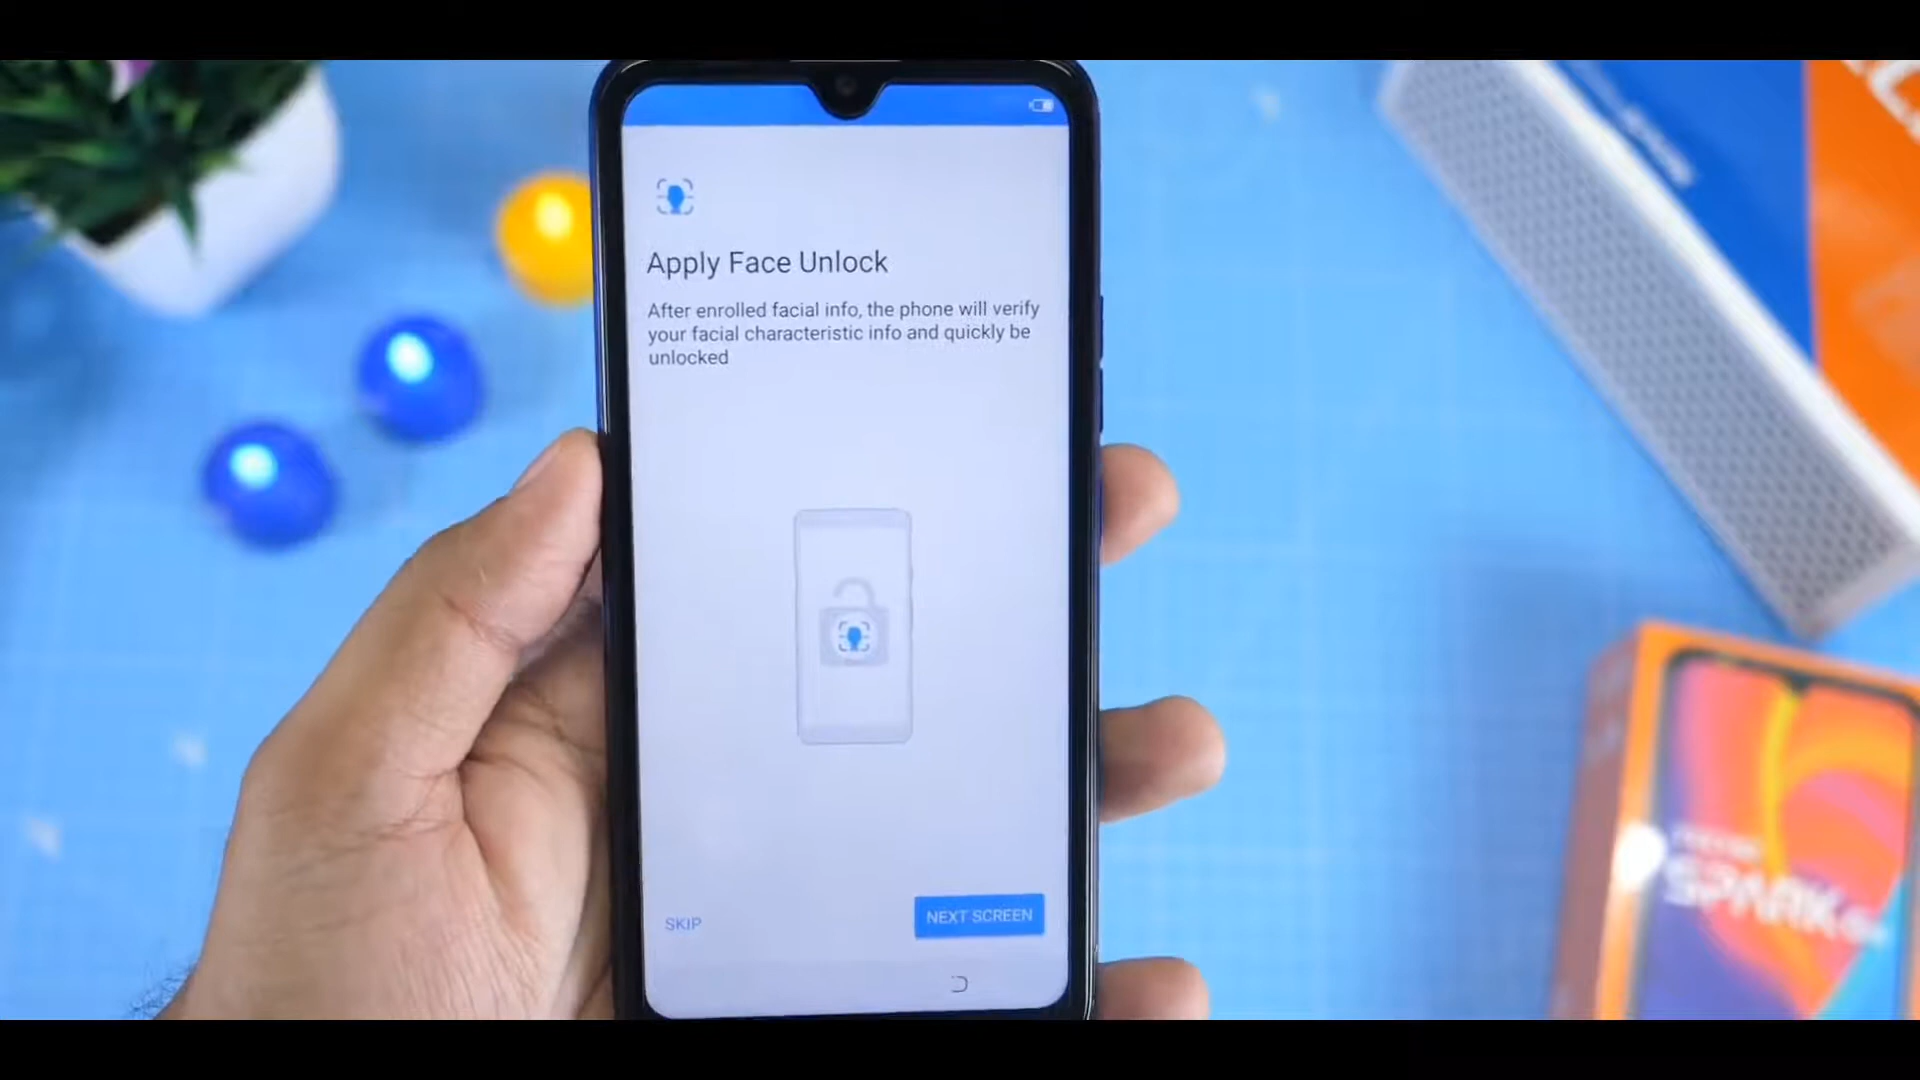 Apply Face Unlock
After enrolled facial info, the phone will verify
your facial characteristic info and quickly be
unlocked
SKIP
NEXT SCREEN
SPARK